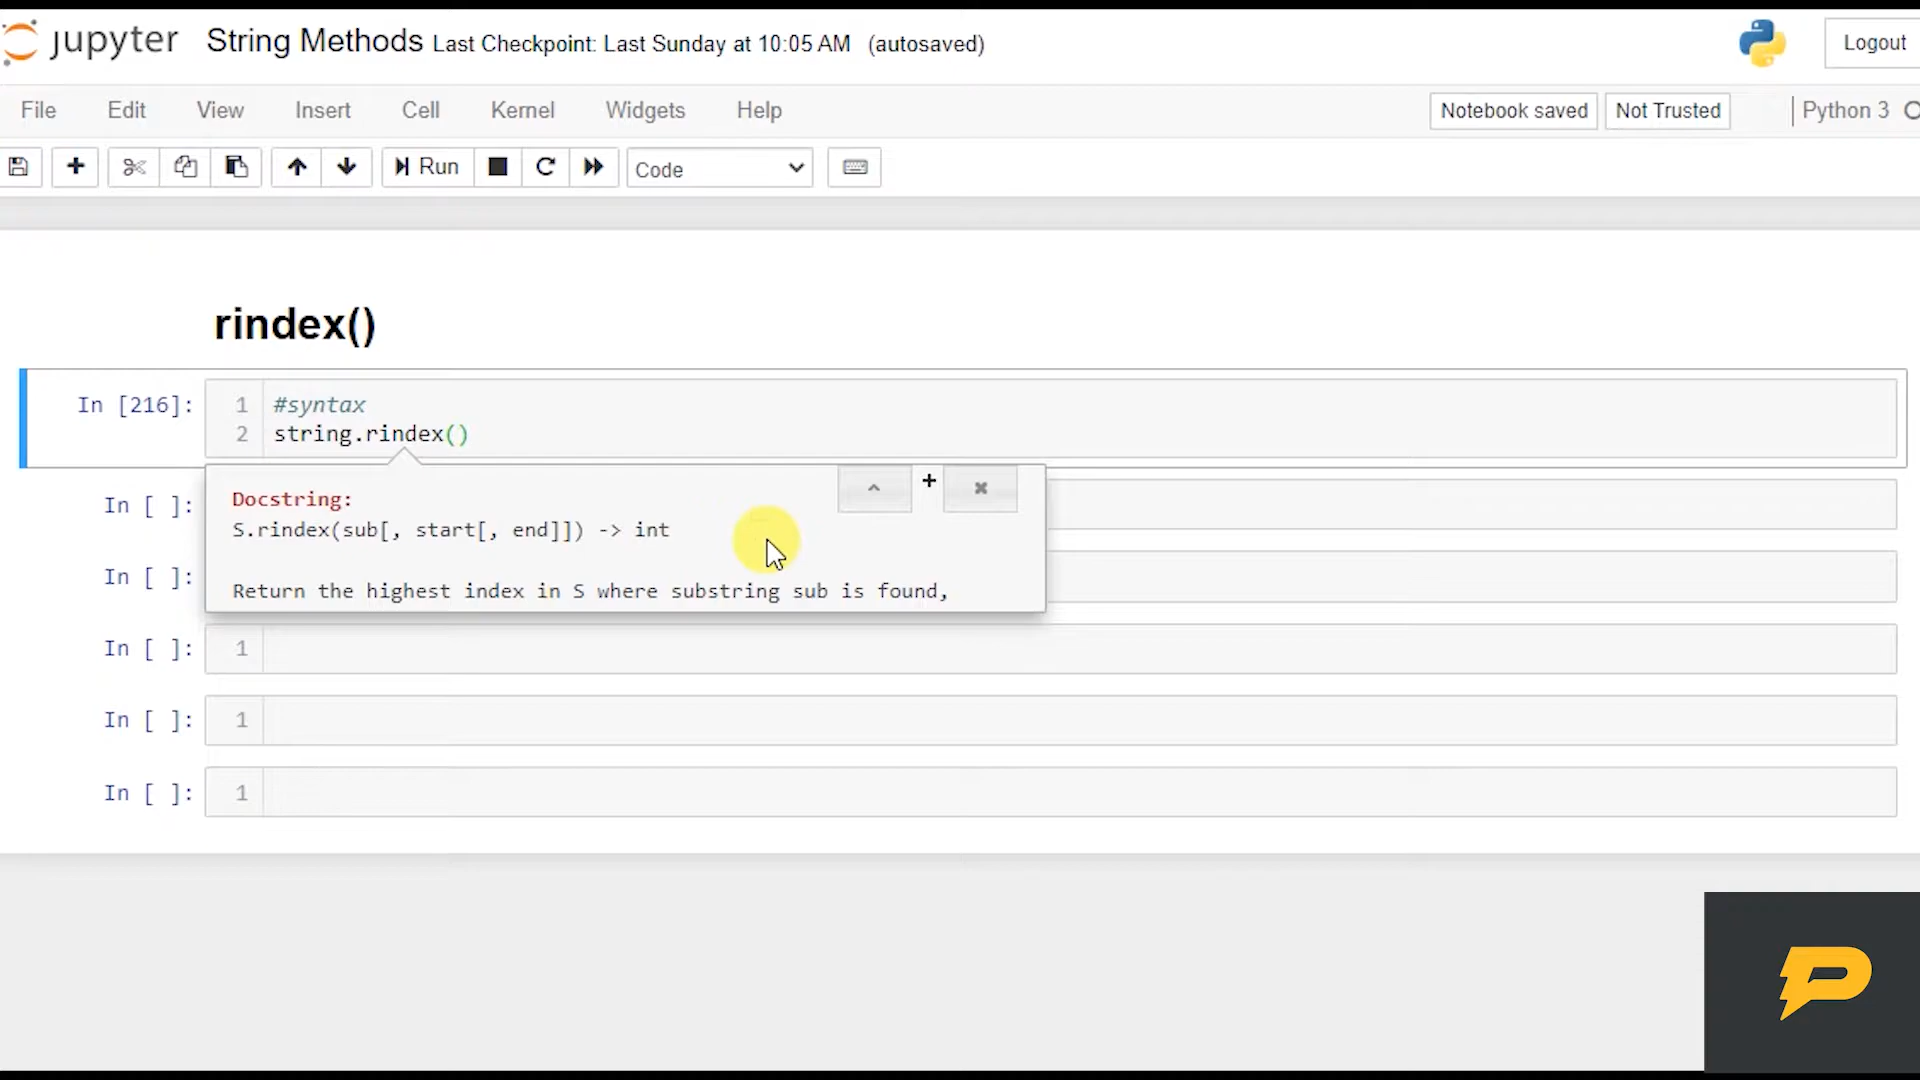 jupyter String Methods Last Checkpoint: Last Sunday at 10:05 AM (autosaved) Logout
File Edit View Insert Cell Kernel Widgets Help Notebook saved Not Trusted Python 3
Run Code
rindex()
In [216]: 1 #syntax
2 string.rindex()
Docstring:
In [ ]:
S.rindex(sub[, start[, end]]) -> int
In [ ]:
Return the highest index in S where substring sub is found,
In [ ]: 1
In [ ]: 1
In [ ]: 1